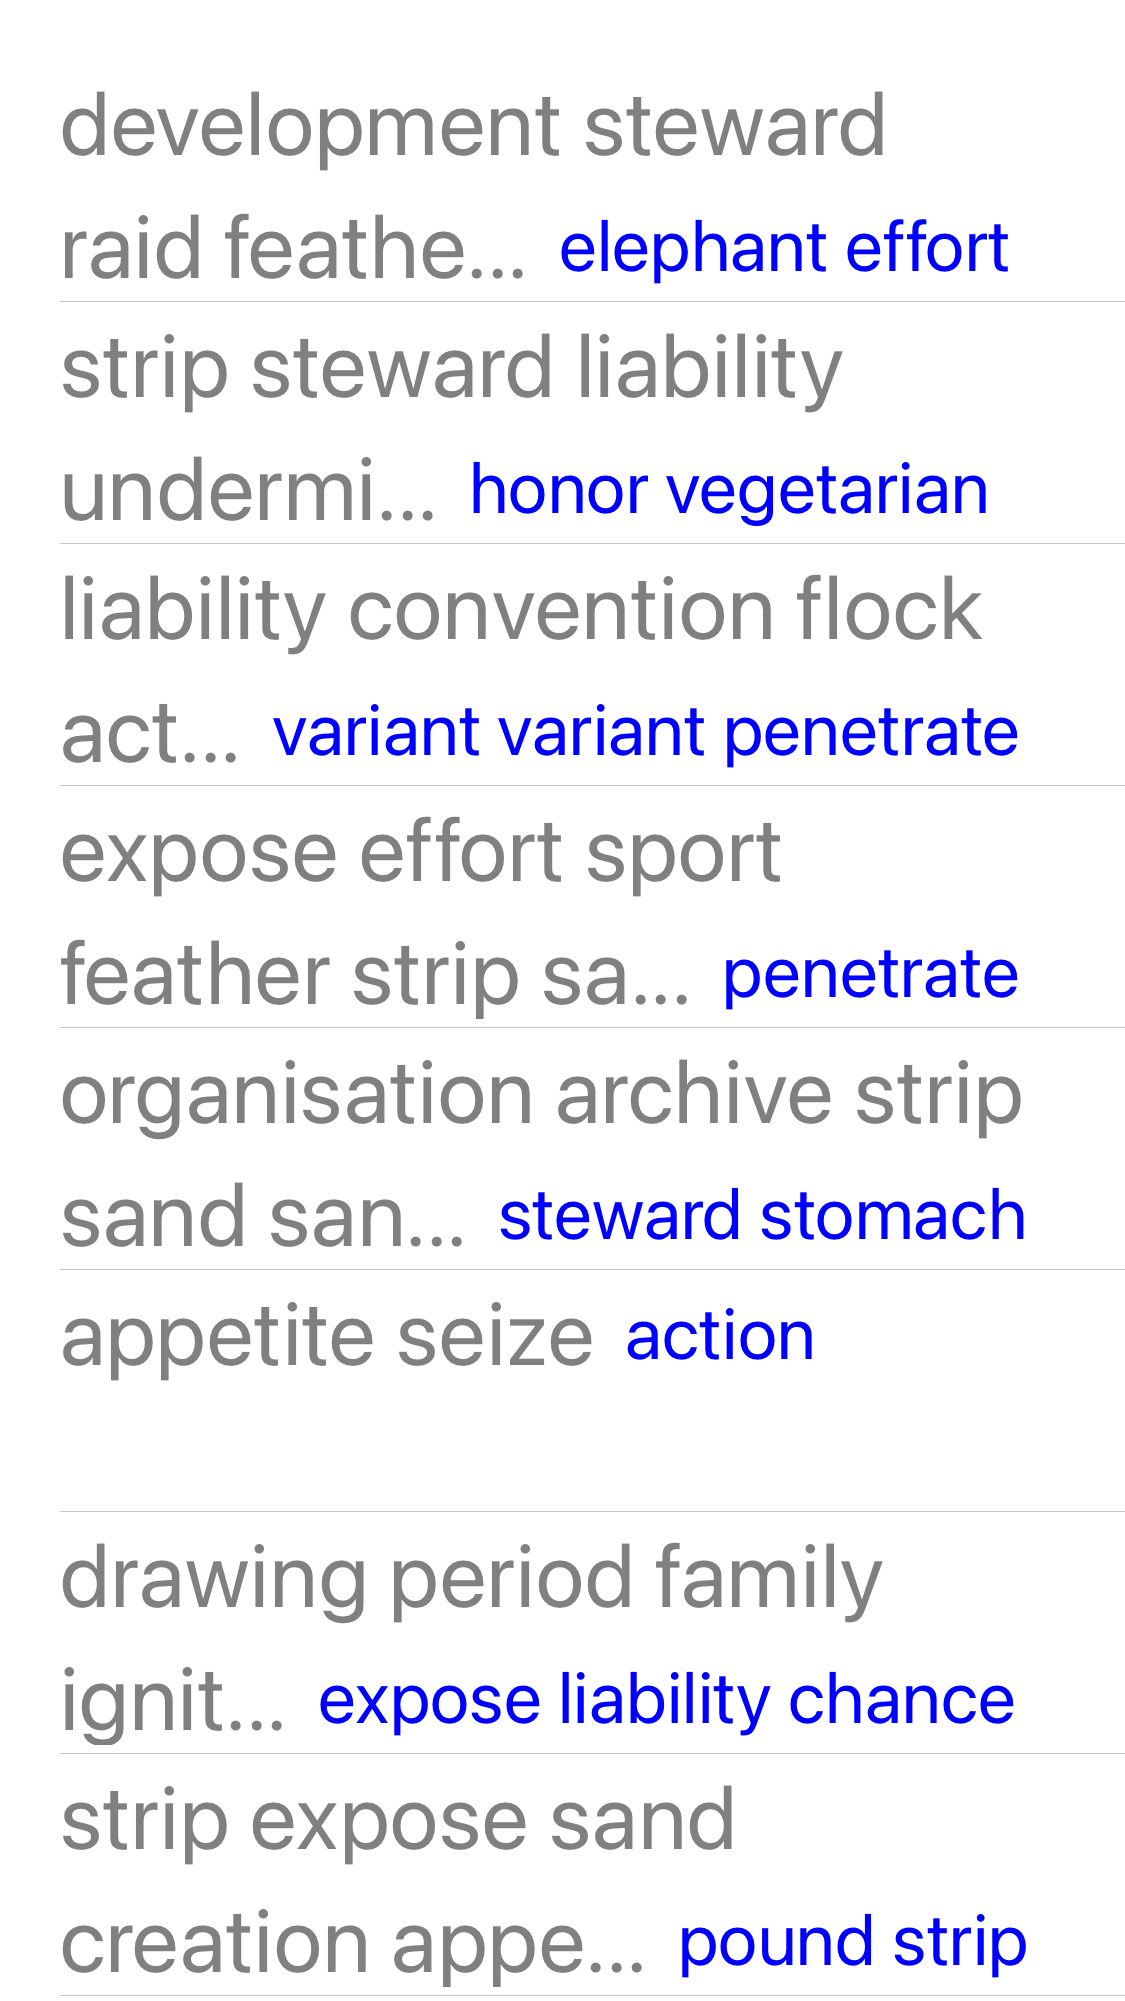 development steward
raid feathe... elephant effort
strip steward liability
undermi... honor vegetarian
liability convention flock
act... variant variant penetrate
expose effort sport
feather strip sa... penetrate
organisation archive strip
sand san... steward stomach
appetite seize action
drawing period family
ignit... expose liability chance
strip expose sand
creation appe... pound strip